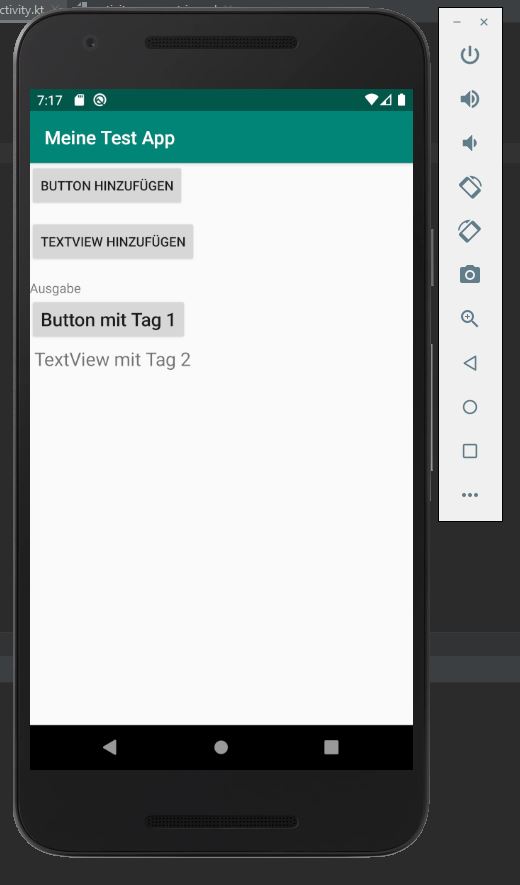 ctivity.kt
7:17
Meine Test App
BUTTON HINZUFÜGEN
TEXTVIEW HINZUFÜGEN
Ausgabe
Button mit Tag 1
TextView mit Tag 2